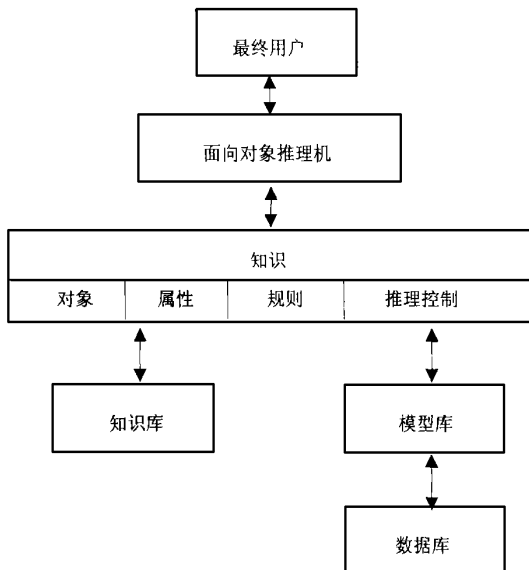 最终用户
面向对象推理机
知识
对象 属性 规则 推理控制
知识库 模型库
数据库